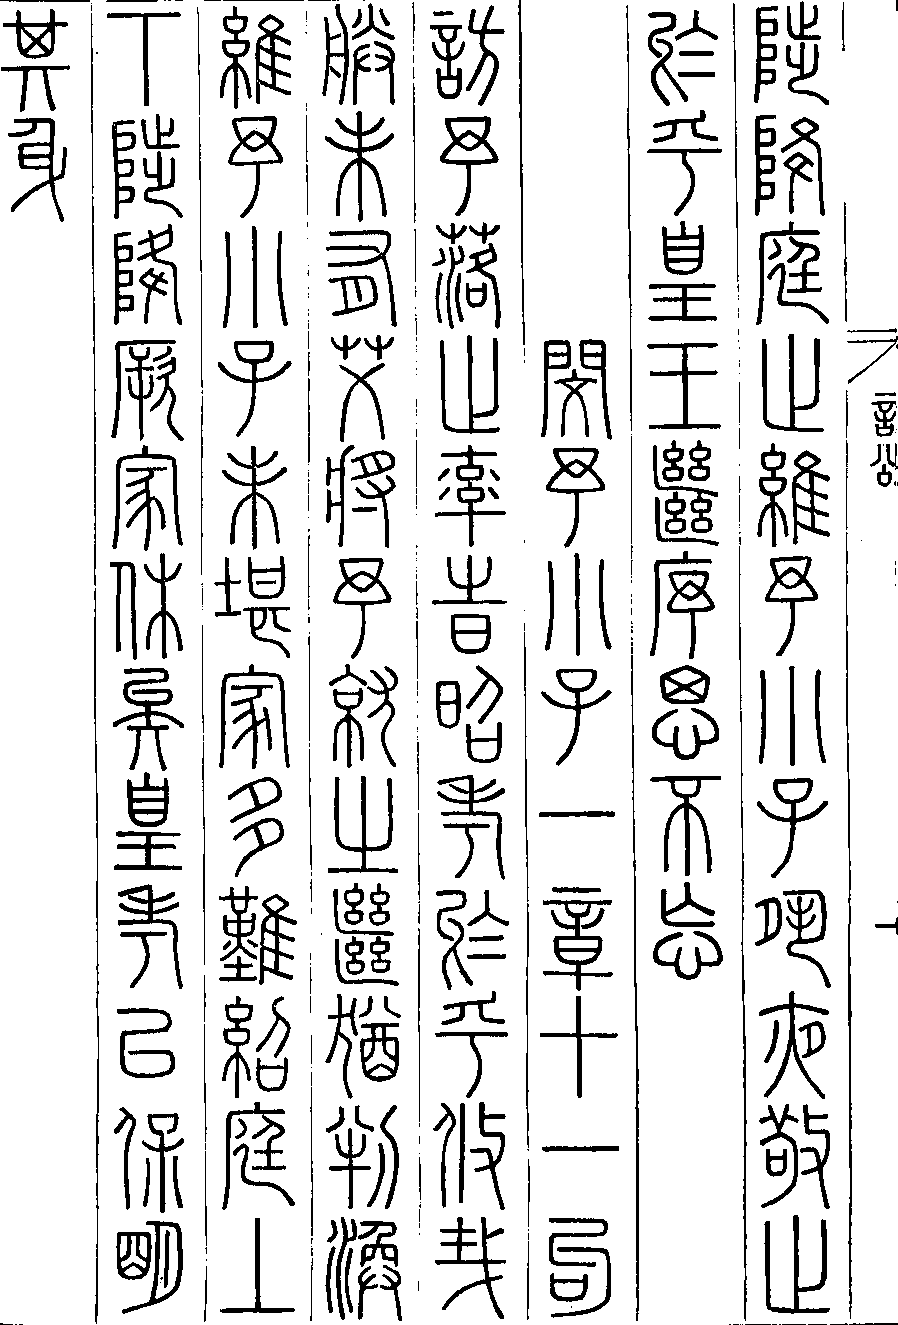 陟降庭止維予小子夙夜敬止
於乎皇王繼序思不忘
閔予小子一章十一句
訪予落止率旹昭考於乎攸哉
朕未有艾將予就之繼猶判渙
維予小子未堪家多難紹庭上
下陟降厥家休矣皇考以保明
其身